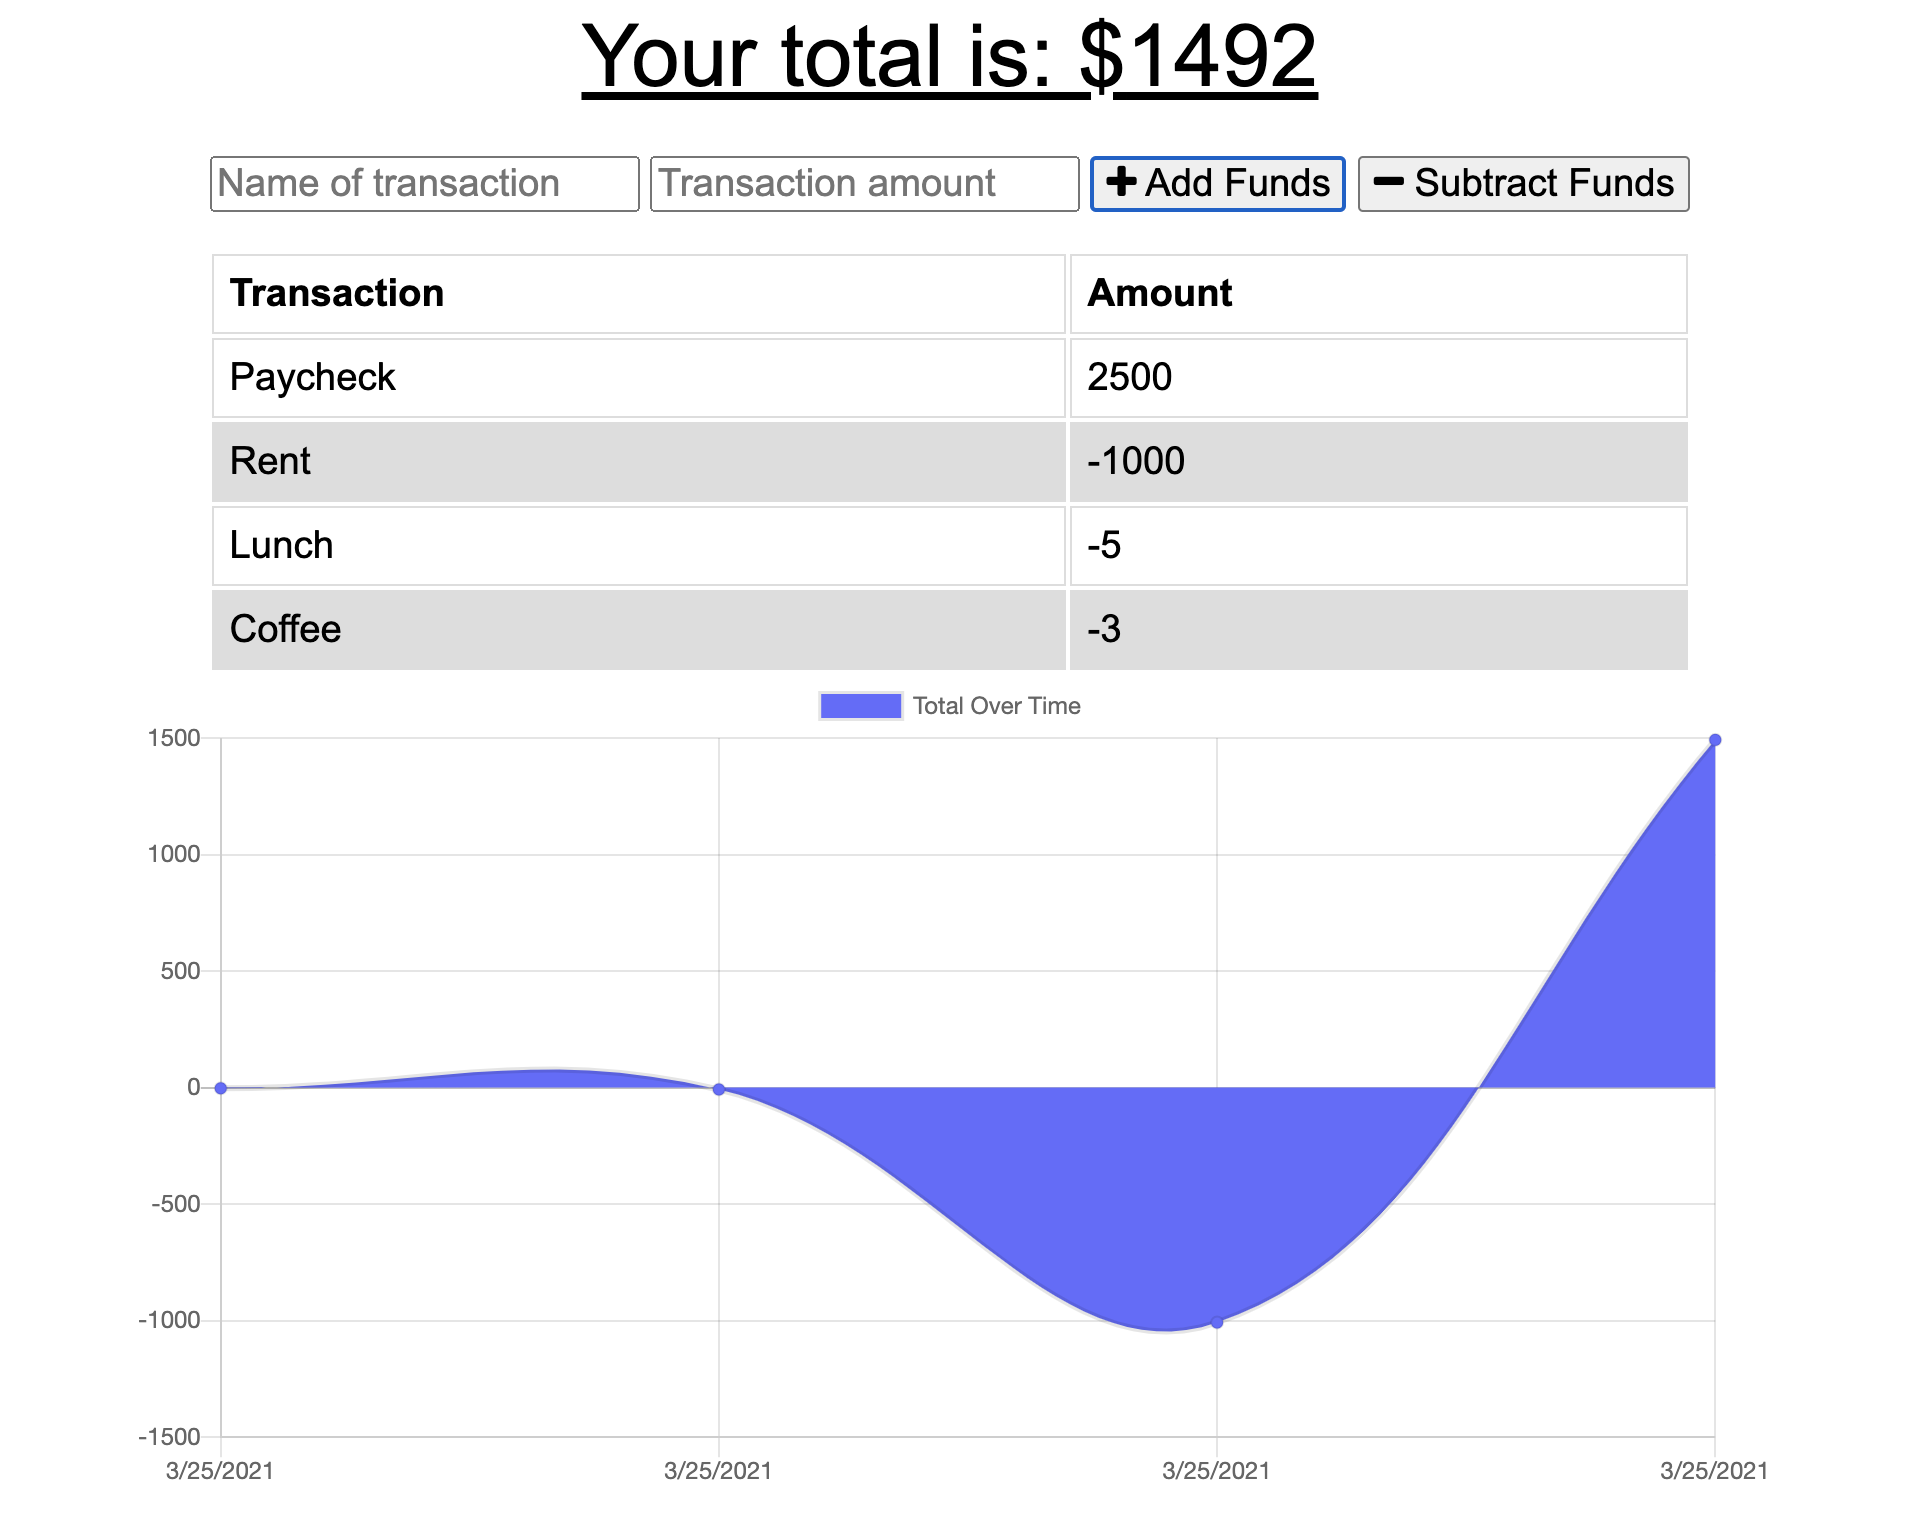 Your total is: $1492
Name of transaction Transaction amount Add Funds Subtract Funds
Transaction Amount
Paycheck 2500
Rent -1000
Lunch -5
Coffee -3
Total Over Time
1500
1000
500
0
-500
-1000
-1500
3/25/2021 3/25/2021 3/25/2021 3/25/2021